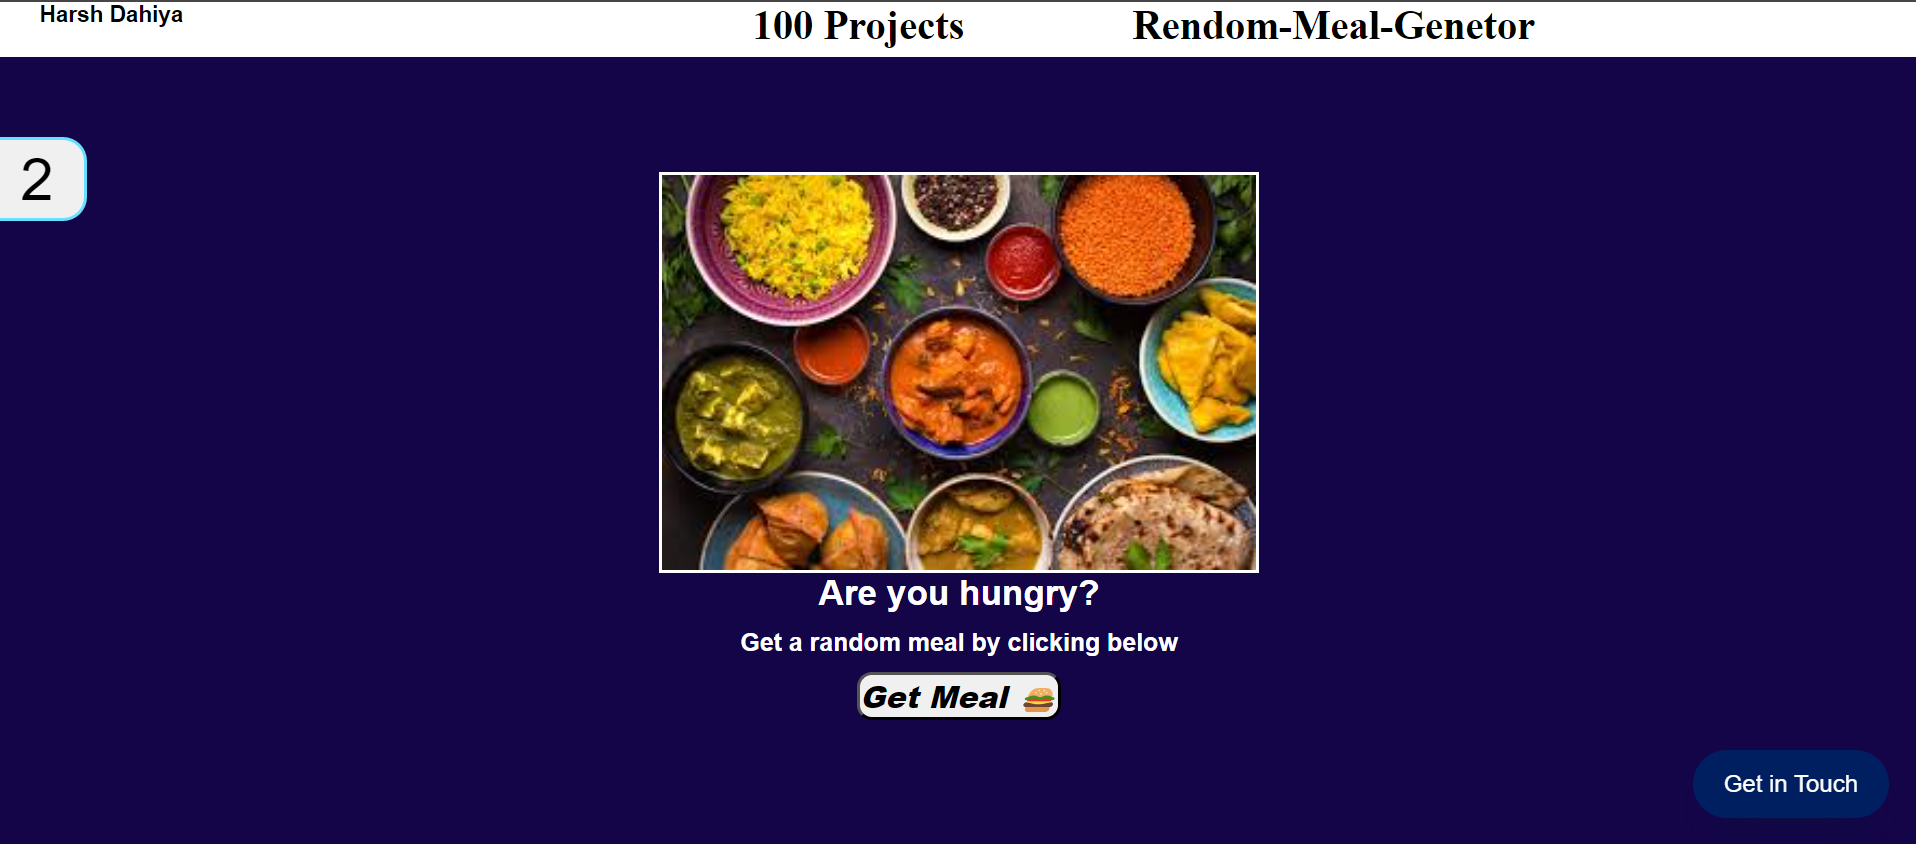 Harsh Dahiya
100 Projects
Rendom-Meal-Genetor
2
Are you hungry?
Get a random meal by clicking below
Get Meal 🍔
Get in Touch